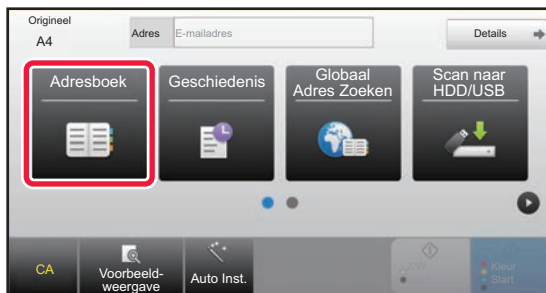 Origineel
A4
Adres
E-mailadres
Details
Adresboek
Geschiedenis
Globaal
Adres Zoeken
Scan naar
HDD/USB
CA
Voorbeeld-
weergave
Auto Inst.
Kleur
Start